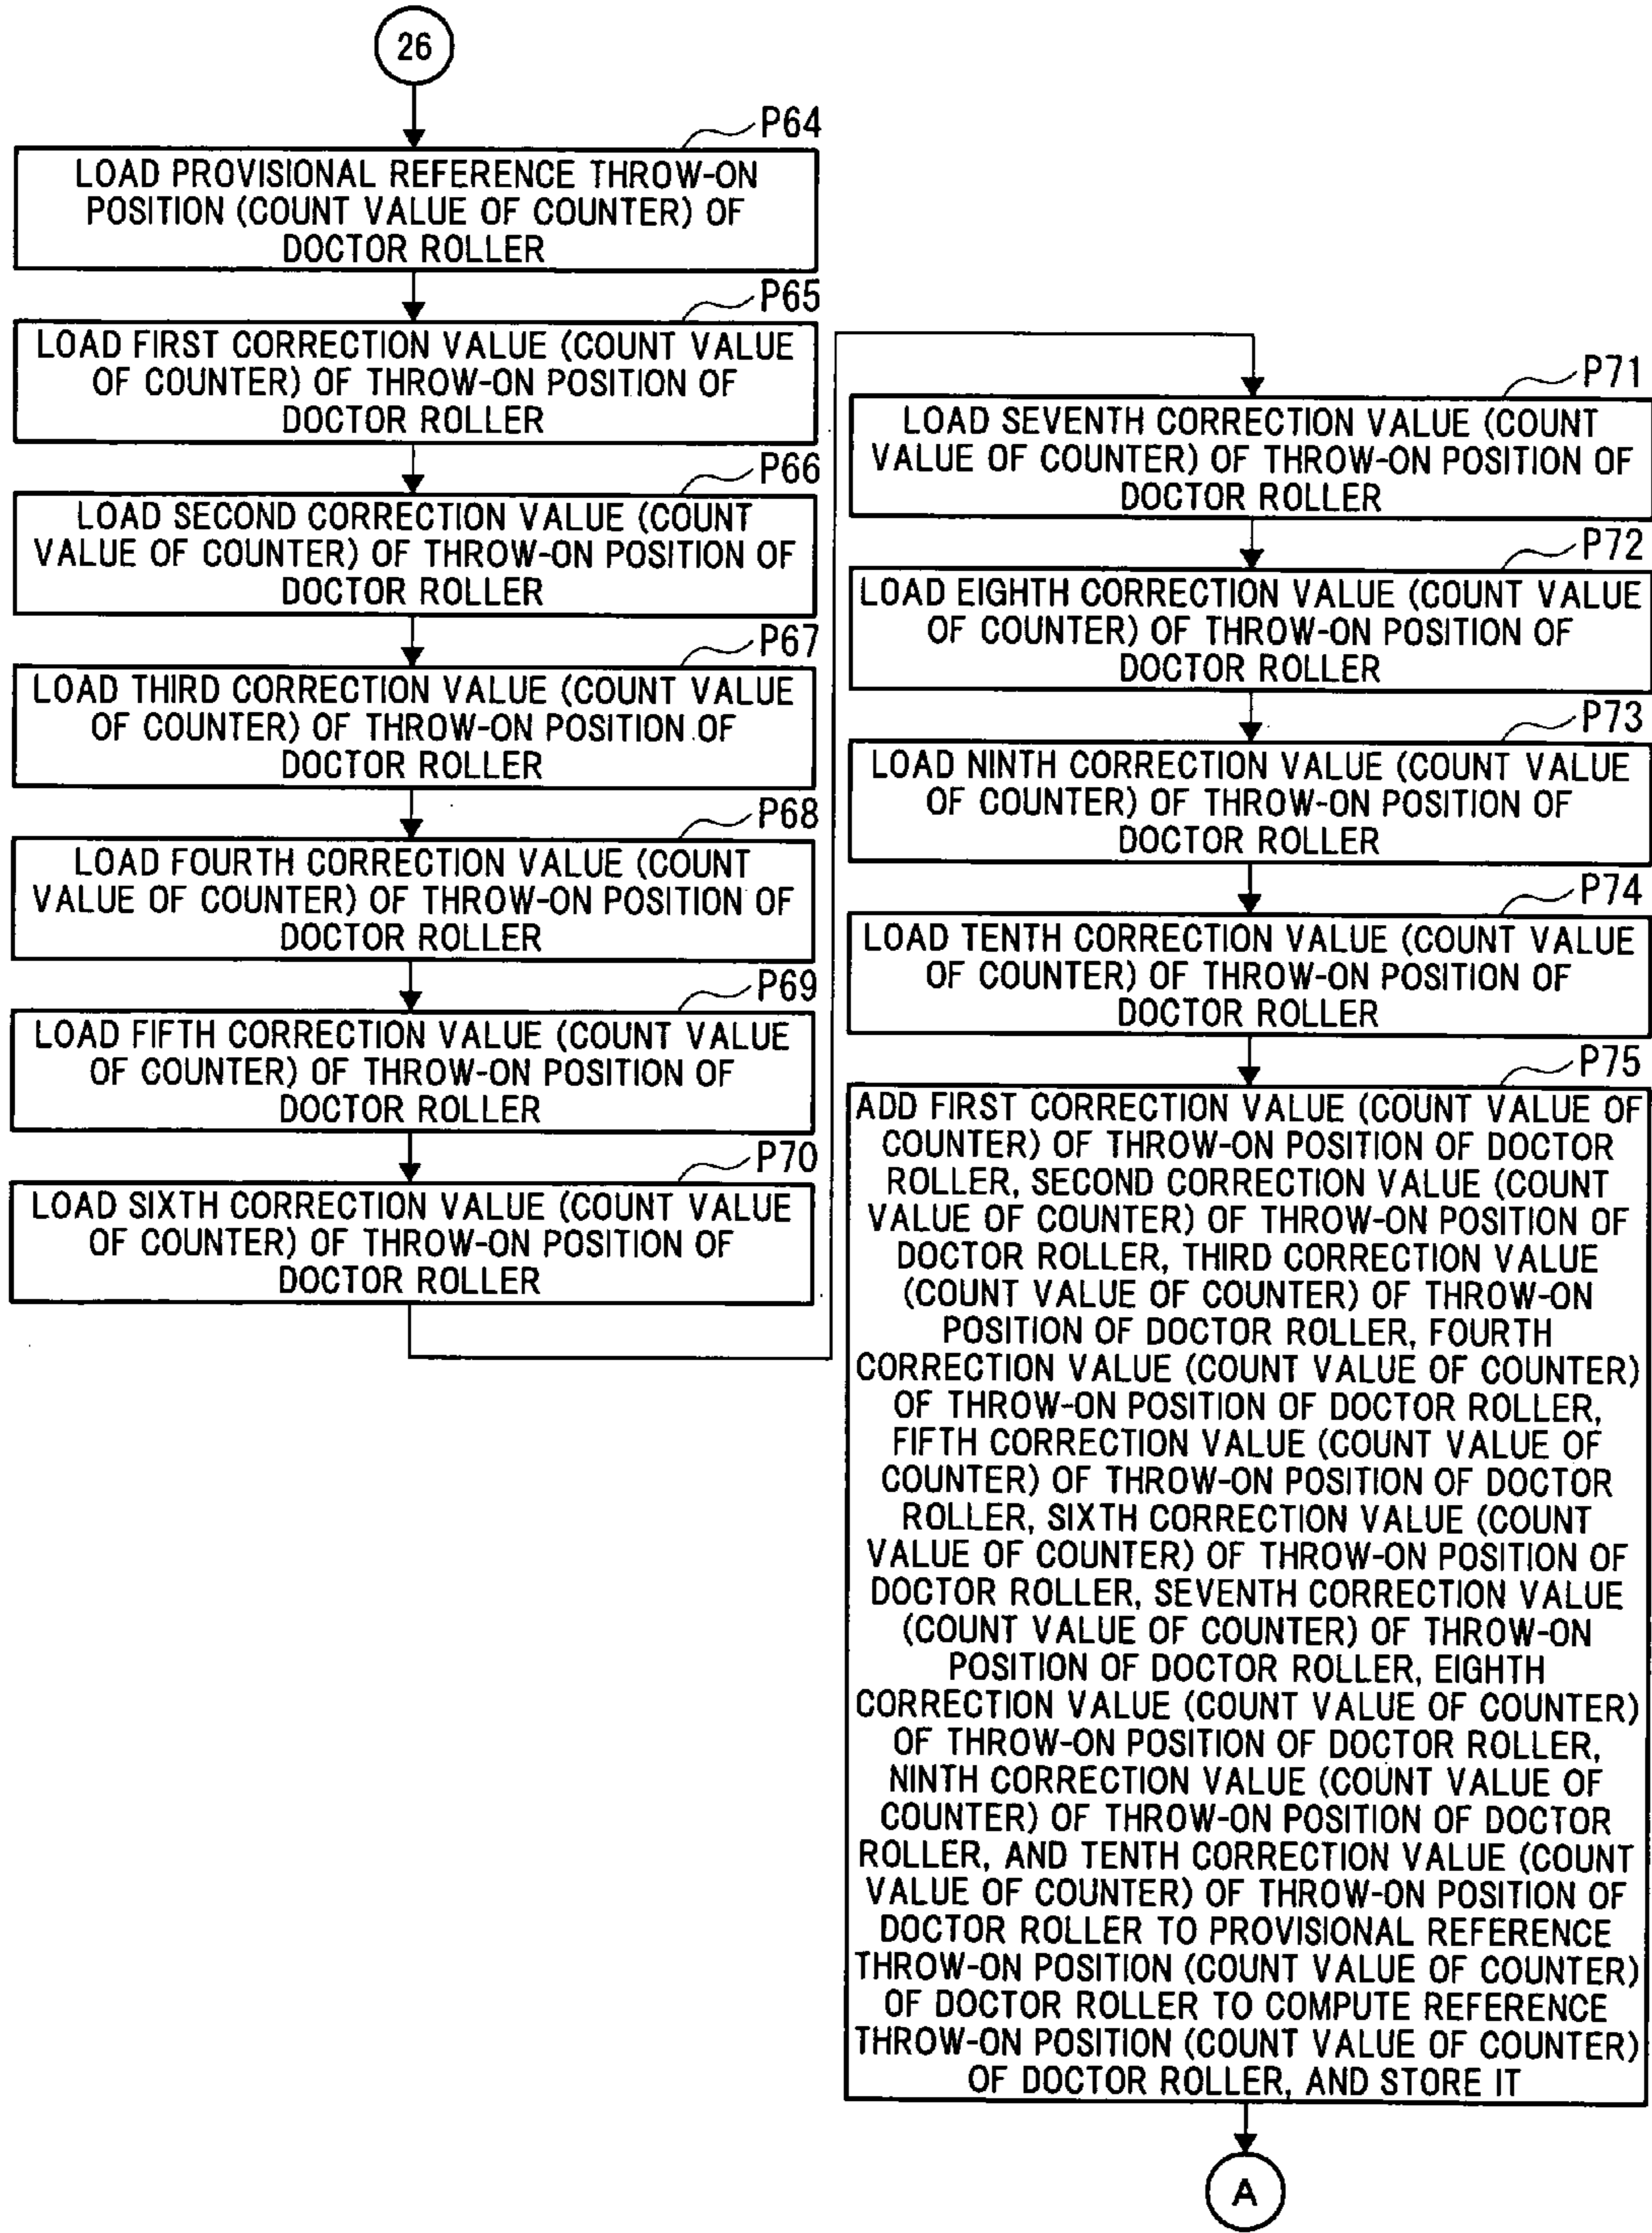 26
P64
LOAD PROVISIONAL REFERENCE THROW-ON
POSITION (COUNT VALUE OF COUNTER) OF
DOCTOR ROLLER
P65
LOAD FIRST CORRECTION VALUE (COUNT VALUE
OF COUNTER) OF THROW-ON POSITION OF
DOCTOR ROLLER
P66
LOAD SECOND CORRECTION VALUE (COUNT
VALUE OF COUNTER) OF THROW-ON POSITION OF
DOCTOR ROLLER
P67
LOAD THIRD CORRECTION VALUE (COUNT VALUE
OF COUNTER) OF THROW-ON POSITION OF
DOCTOR ROLLER
P68
LOAD FOURTH CORRECTION VALUE (COUNT
VALUE OF COUNTER) OF THROW-ON POSITION OF
DOCTOR ROLLER
P69
LOAD FIFTH CORRECTION VALUE (COUNT VALUE
OF COUNTER) OF THROW-ON POSITION OF
DOCTOR ROLLER
P70
LOAD SIXTH CORRECTION VALUE (COUNT VALUE
OF COUNTER) OF THROW-ON POSITION OF
DOCTOR ROLLER
P71
LOAD SEVENTH CORRECTION VALUE (COUNT
VALUE OF COUNTER) OF THROW-ON POSITION OF
DOCTOR ROLLER
P72
LOAD EIGHTH CORRECTION VALUE (COUNT VALUE
OF COUNTER) OF THROW-ON POSITION OF
DOCTOR ROLLER
P73
LOAD NINTH CORRECTION VALUE (COUNT VALUE
OF COUNTER) OF THROW-ON POSITION OF
DOCTOR ROLLER
P74
LOAD TENTH CORRECTION VALUE (COUNT VALUE
OF COUNTER) OF THROW-ON POSITION OF
DOCTOR ROLLER
P75
ADD FIRST CORRECTION VALUE (COUNT VALUE OF
COUNTER) OF THROW-ON POSITION OF DOCTOR
ROLLER, SECOND CORRECTION VALUE (COUNT
VALUE OF COUNTER) OF THROW-ON POSITION OF
DOCTOR ROLLER, THIRD CORRECTION VALUE
(COUNT VALUE OF COUNTER) OF THROW-ON
POSITION OF DOCTOR ROLLER, FOURTH
CORRECTION VALUE (COUNT VALUE OF COUNTER)
OF THROW-ON POSITION OF DOCTOR ROLLER,
FIFTH CORRECTION VALUE (COUNT VALUE OF
COUNTER) OF THROW-ON POSITION OF DOCTOR
ROLLER, SIXTH CORRECTION VALUE (COUNT
VALUE OF COUNTER) OF THROW-ON POSITION OF
DOCTOR ROLLER, SEVENTH CORRECTION VALUE
(COUNT VALUE OF COUNTER) OF THROW-ON
POSITION OF DOCTOR ROLLER, EIGHTH
CORRECTION VALUE (COUNT VALUE OF COUNTER)
OF THROW-ON POSITION OF DOCTOR ROLLER,
NINTH CORRECTION VALUE (COUNT VALUE OF
COUNTER) OF THROW-ON POSITION OF DOCTOR
ROLLER, AND TENTH CORRECTION VALUE (COUNT
VALUE OF COUNTER) OF THROW-ON POSITION OF
DOCTOR ROLLER TO PROVISIONAL REFERENCE
THROW-ON POSITION (COUNT VALUE OF COUNTER)
OF DOCTOR ROLLER TO COMPUTE REFERENCE
THROW-ON POSITION (COUNT VALUE OF COUNTER)
OF DOCTOR ROLLER, AND STORE IT
A